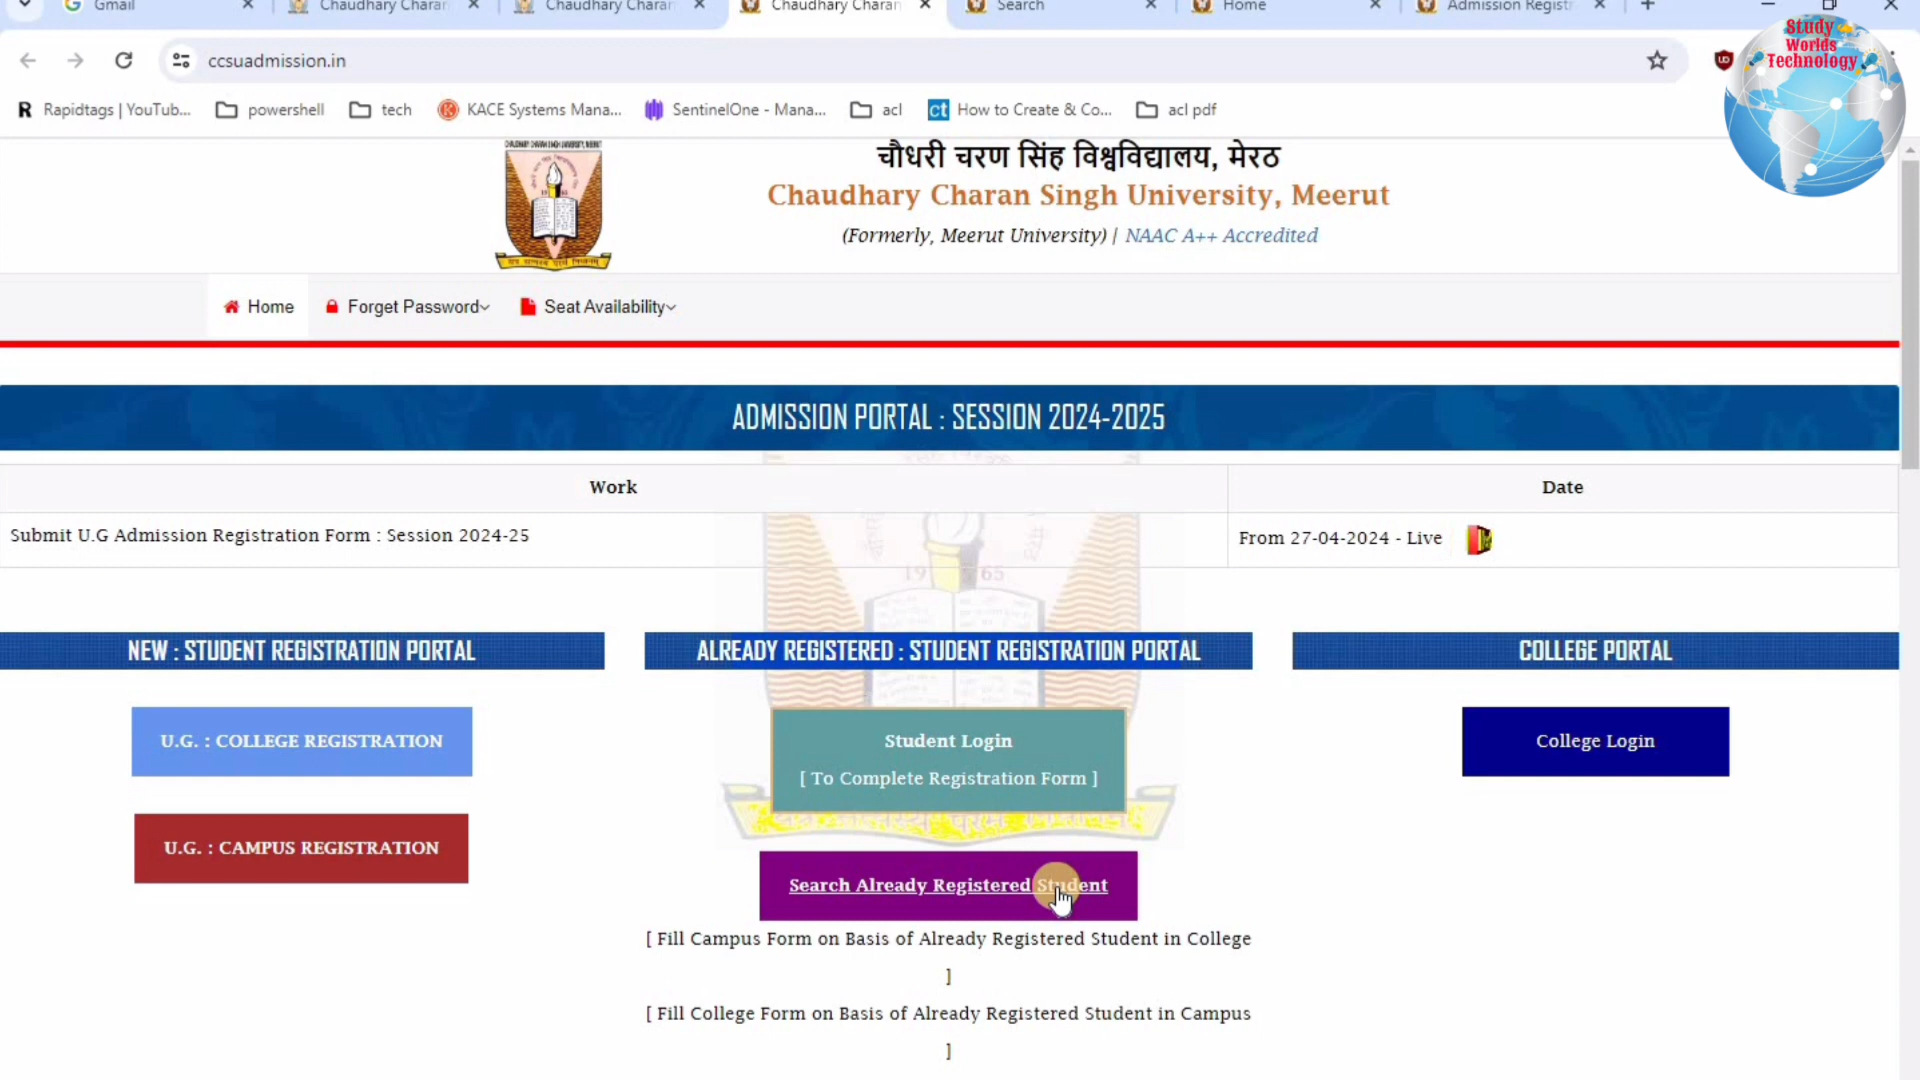 Gmail
Chaudhary Charan
Chaudhary Charan
Chaudhary Charan
Search
Home
Admission Registr
ccsuadmission.in
Study
Worlds
Technology
R Rapidtags | YouTub...
powershell
tech
KACE Systems Mana...
SentinelOne - Mana...
acl
ct How to Create & Co...
acl pdf
चौधरी चरण सिंह विश्वविद्यालय, मेरठ
Chaudhary Charan Singh University, Meerut
(Formerly, Meerut University) | NAAC A++ Accredited
Home
Forget Password
Seat Availability
ADMISSION PORTAL : SESSION 2024-2025
Work
Date
Submit U.G Admission Registration Form : Session 2024-25
From 27-04-2024 - Live
19 65
NEW : STUDENT REGISTRATION PORTAL
ALREADY REGISTERED : STUDENT REGISTRATION PORTAL
COLLEGE PORTAL
U.G. : COLLEGE REGISTRATION
Student Login
[ To Complete Registration Form ]
College Login
U.G. : CAMPUS REGISTRATION
Search Already Registered Student
[ Fill Campus Form on Basis of Already Registered Student in College
]
[ Fill College Form on Basis of Already Registered Student in Campus
]